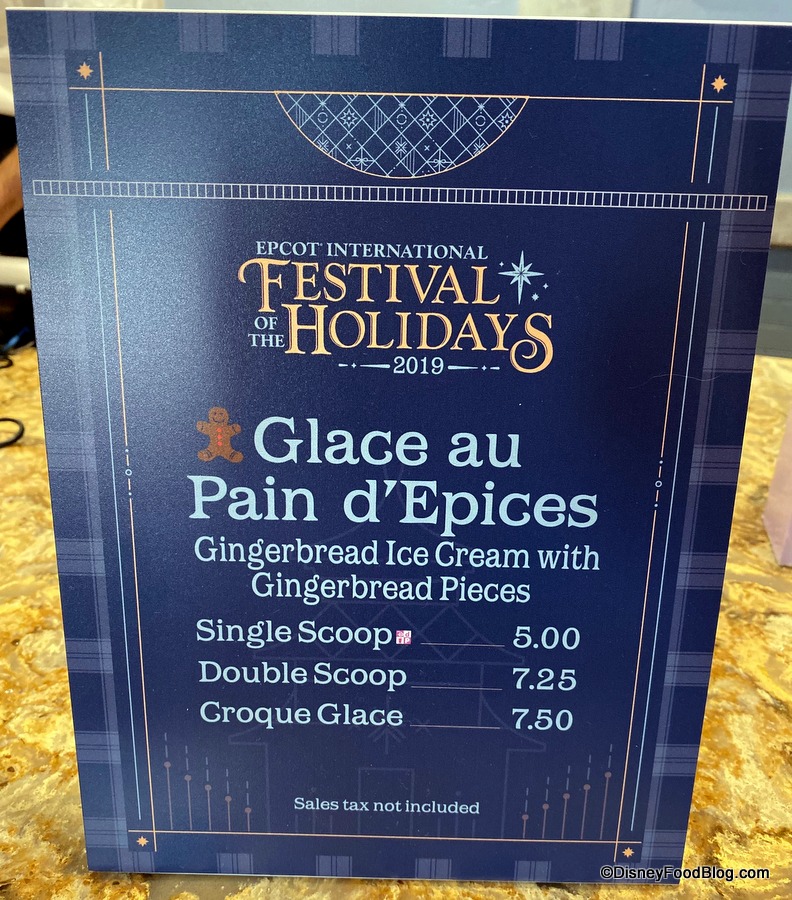 EPCOT INTERNATIONAL
FESTIVAL
OF THE HOLIDAYS
2019
Glace au
Pain d'Epices
Gingerbread Ice Cream with
Gingerbread Pieces
Single Scoop 5.00
Double Scoop 7.25
Croque Glace 7.50
Sales tax not included
©DisneyFoodBlog.com